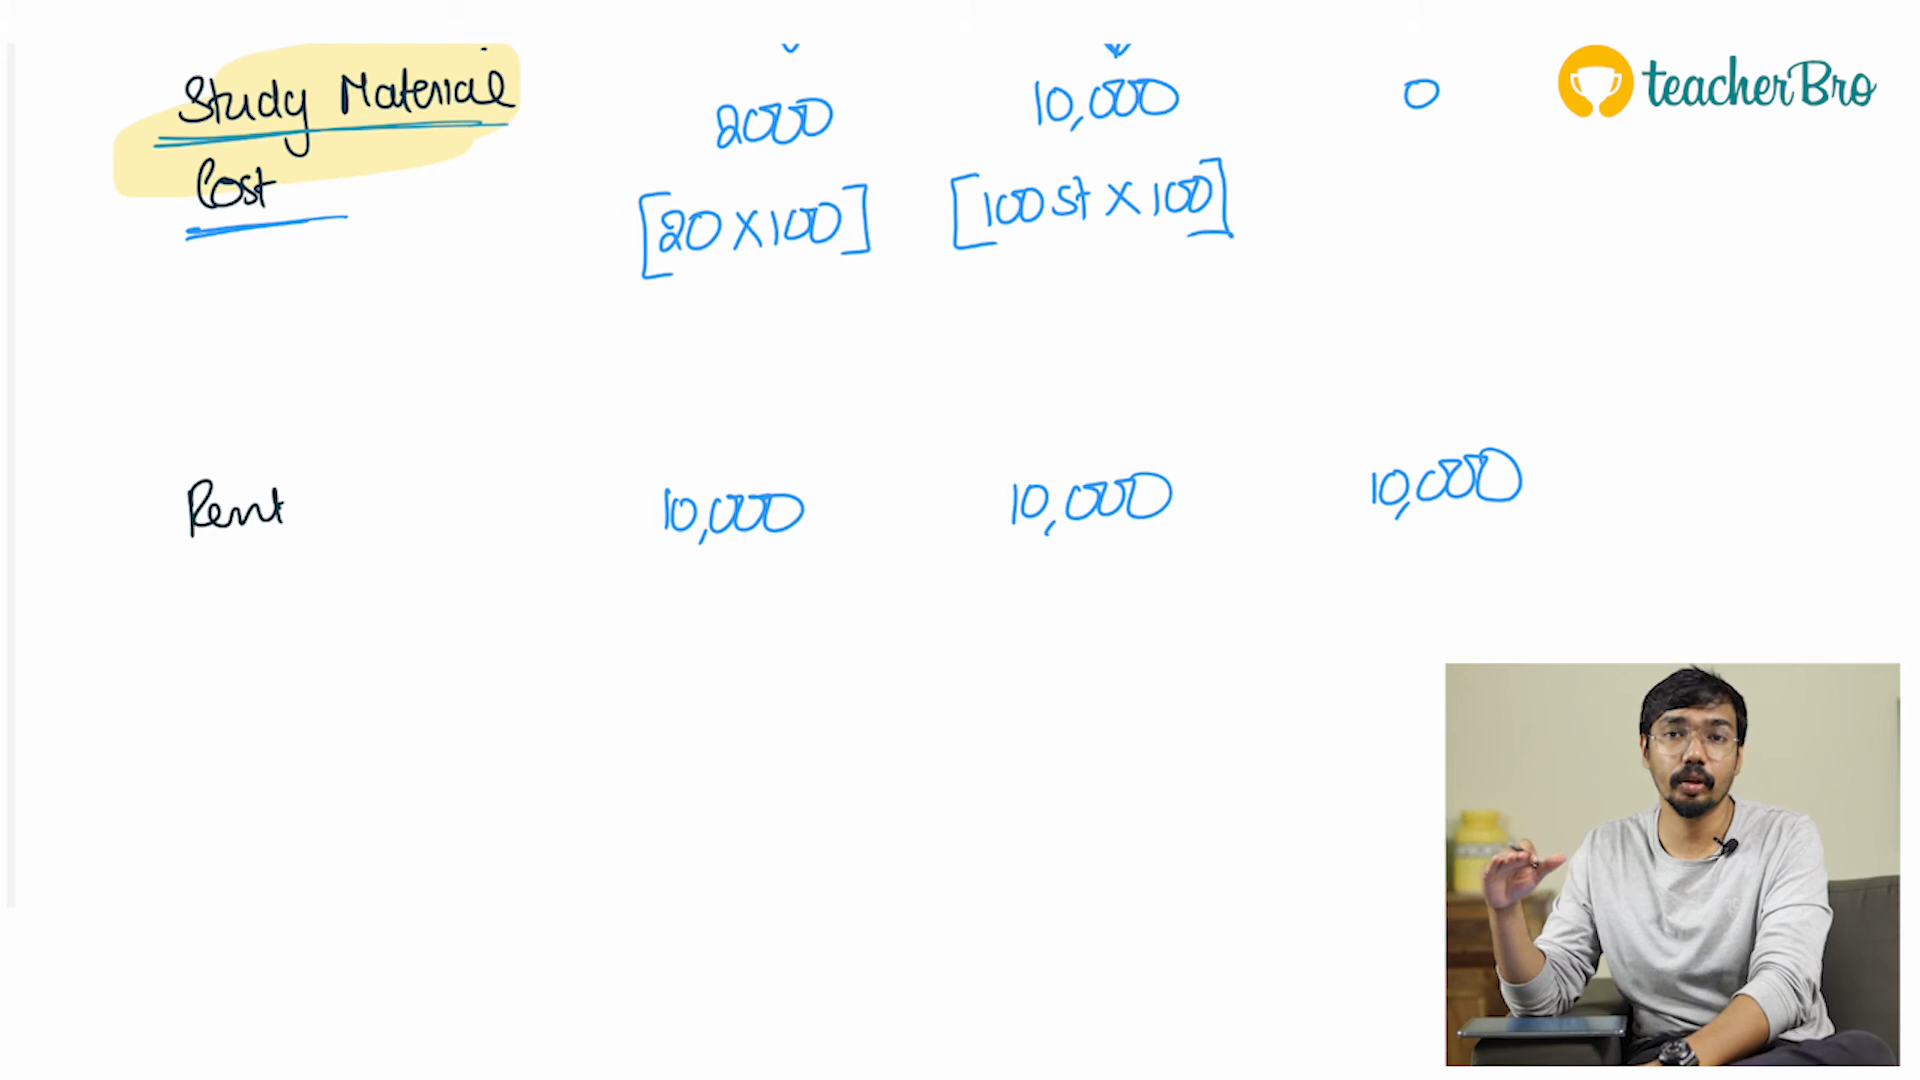 Study Material 2000 10,000 0
Cost [20 X 100] [100 St X 100]
Rent 10,000 10,000 10,000
teacherBro